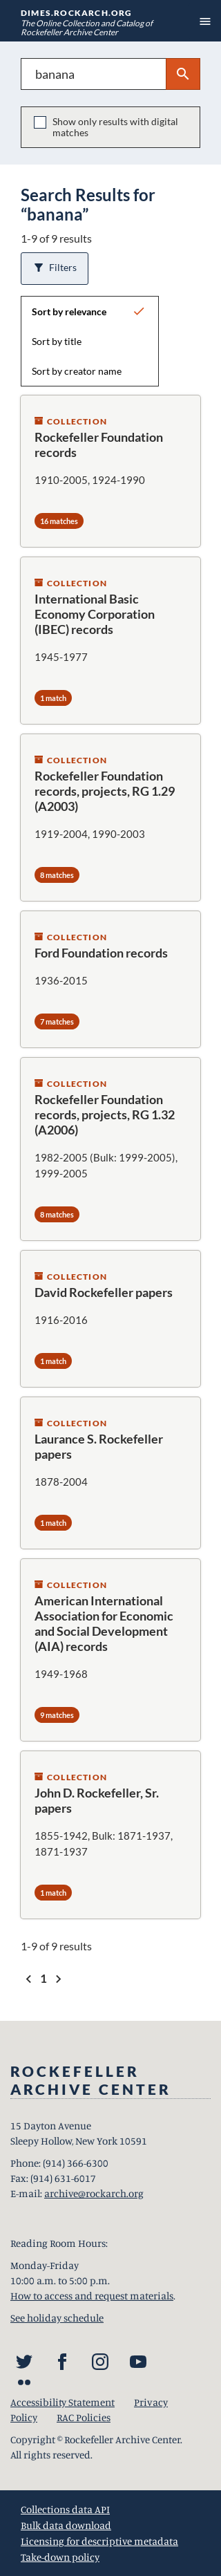 DIMES.ROCKARCH.ORG
The Online Collection and Catalog of
Rockefeller Archive Center
banana
Show only results with digital
matches
Search Results for
“banana”
1-9 of 9 results
Filters
Sort by relevance
Sort by title
Sort by creator name
COLLECTION
Rockefeller Foundation
records
1910-2005, 1924-1990
16 matches
COLLECTION
International Basic
Economy Corporation
(IBEC) records
1945-1977
1 match
COLLECTION
Rockefeller Foundation
records, projects, RG 1.29
(A2003)
1919-2004, 1990-2003
8 matches
COLLECTION
Ford Foundation records
1936-2015
7 matches
COLLECTION
Rockefeller Foundation
records, projects, RG 1.32
(A2006)
1982-2005 (Bulk: 1999-2005),
1999-2005
8 matches
COLLECTION
David Rockefeller papers
1916-2016
1 match
COLLECTION
Laurance S. Rockefeller
papers
1878-2004
1 match
COLLECTION
American International
Association for Economic
and Social Development
(AIA) records
1949-1968
9 matches
COLLECTION
John D. Rockefeller, Sr.
papers
1855-1942, Bulk: 1871-1937,
1871-1937
1 match
1-9 of 9 results
1
ROCKEFELLER
ARCHIVE CENTER
15 Dayton Avenue
Sleepy Hollow, New York 10591
Phone: (914) 366-6300
Fax: (914) 631-6017
E-mail: archive@rockarch.org
Reading Room Hours:
Monday-Friday
10:00 a.m. to 5:00 p.m.
How to access and request materials.
See holiday schedule
Accessibility Statement Privacy
Policy RAC Policies
Copyright © Rockefeller Archive Center.
All rights reserved.
Collections data API
Bulk data download
Licensing for descriptive metadata
Take-down policy